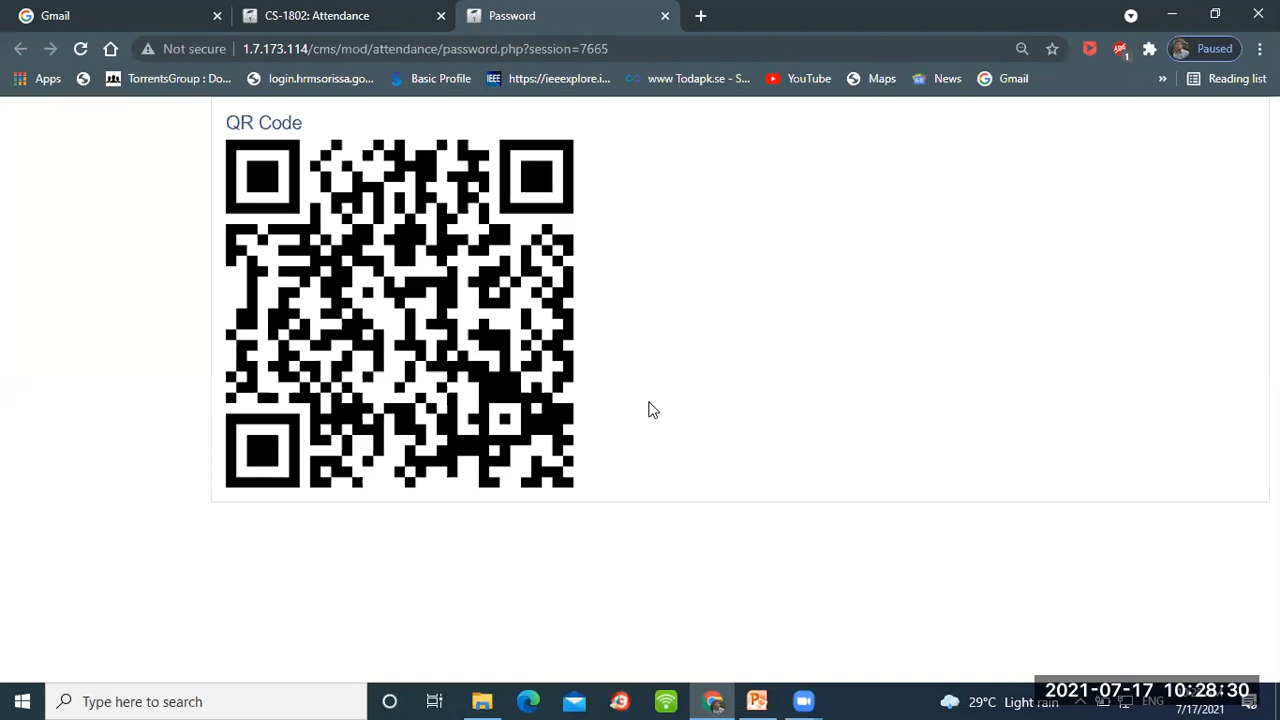 Gmail
CS-1802: Attendance
Password
Not secure
1.7.173.114/cms/mod/attendance/password.php?session=7665
Paused
Apps
TorrentsGroup : Do...
login.hrmsorissa.go...
Basic Profile
https://ieeexplore.i...
www Todapk.se - S...
YouTube
Maps
News
Gmail
Reading list
QR Code
Type here to search
29°C Light rain
ENG
2021-07-17 10:28:30
7/17/2021